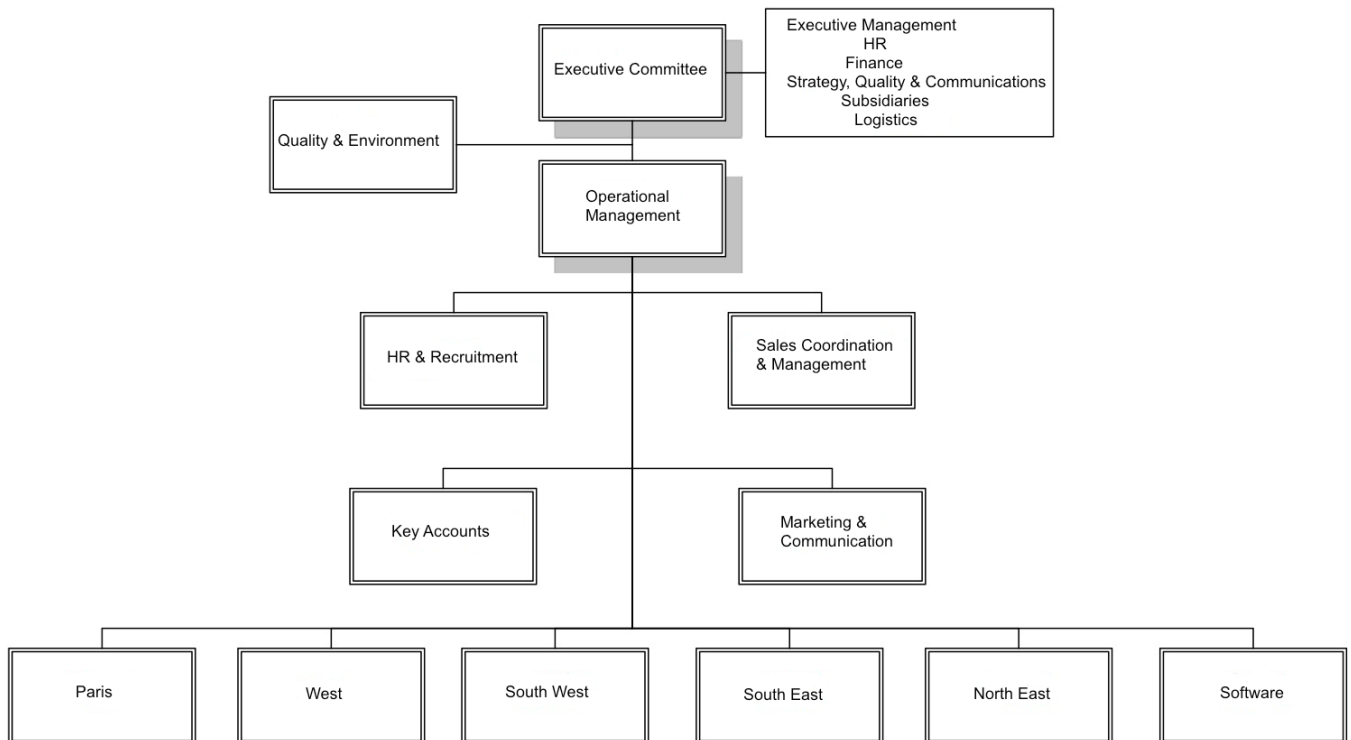 Executive Management
HR
Finance
Strategy, Quality & Communications
Subsidiaries
Logistics
Executive Committee
Quality & Environment
Operational
Management
HR & Recruitment
Sales Coordination
& Management
Key Accounts
Marketing &
Communication
Paris
West
South West
South East
North East
Software